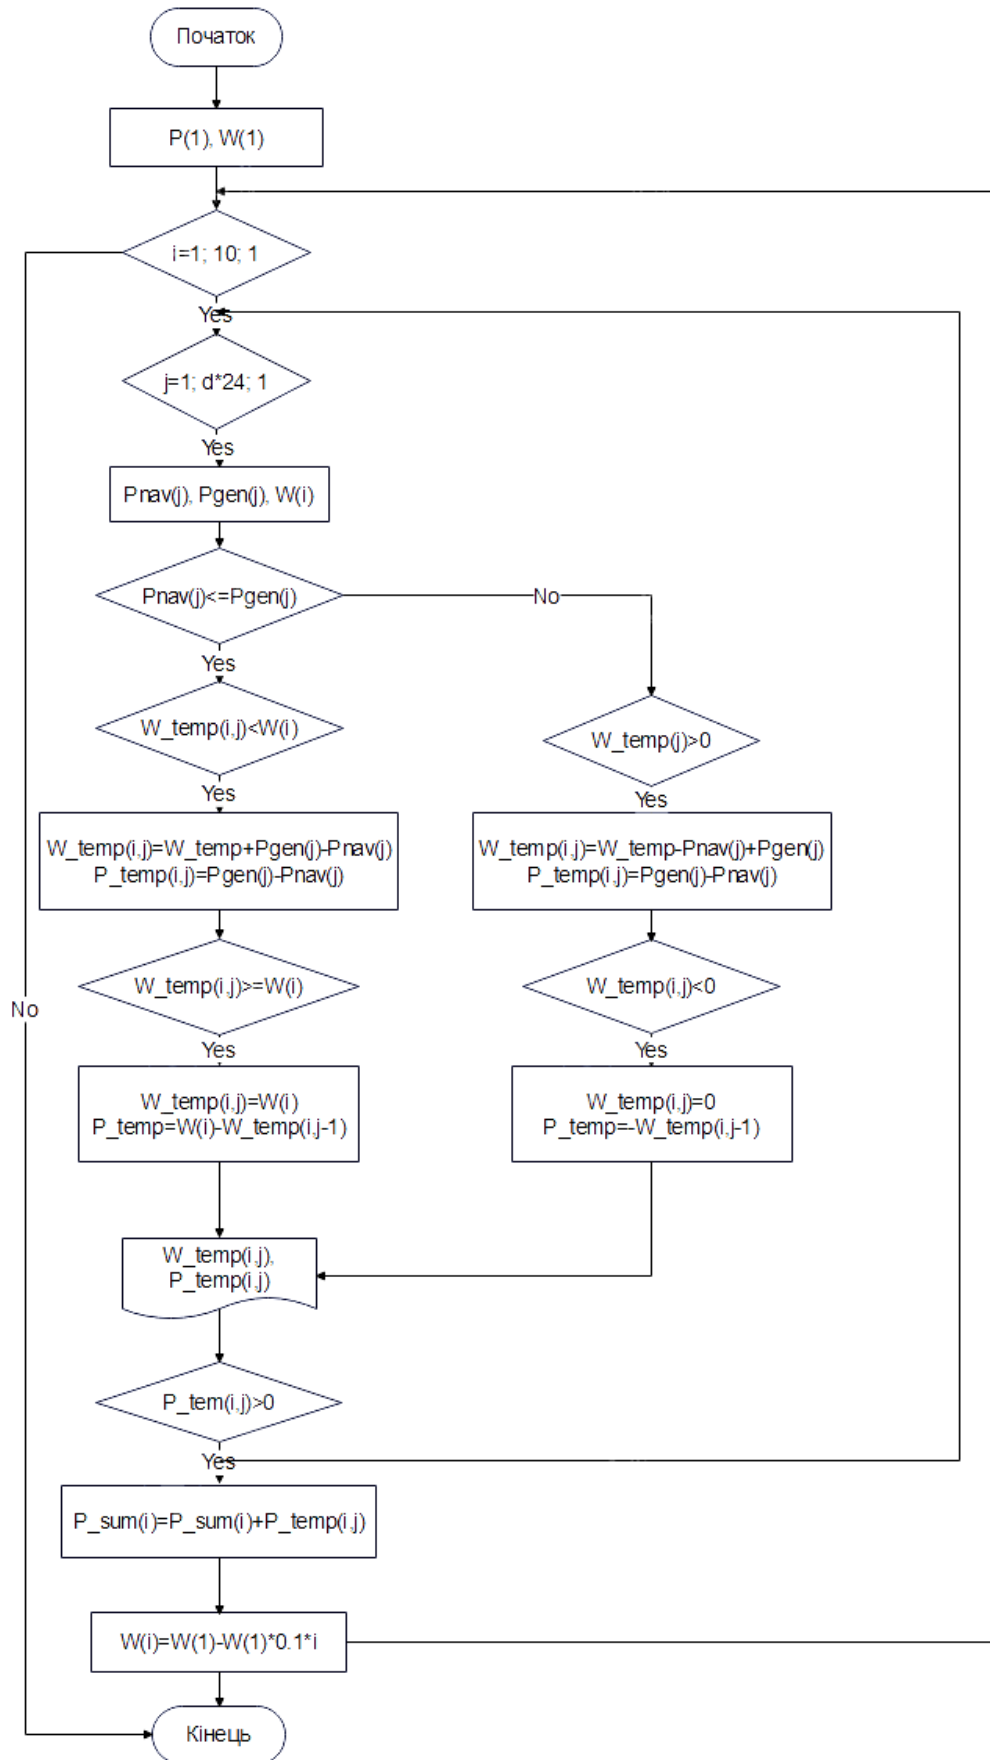 Початок
P(1), W(1)
i=1; 10; 1
Yes
j=1; d*24; 1
Yes
Pnav(j), Pgen(j), W(i)
Pnav(j)<=Pgen(j)
No
Yes
W_temp(i,j)<W(i)
W_temp(j)>0
Yes
Yes
W_temp(i,j)=W_temp+Pgen(j)-Pnav(j)
P_temp(i,j)=Pgen(j)-Pnav(j)
W_temp(i,j)=W_temp-Pnav(j)+Pgen(j)
P_temp(i,j)=Pgen(j)-Pnav(j)
W_temp(i,j)>=W(i)
W_temp(i,j)<0
No
Yes
Yes
W_temp(i,j)=W(i)
P_temp=W(i)-W_temp(i,j-1)
W_temp(i,j)=0
P_temp=-W_temp(i,j-1)
W_temp(i,j),
P_temp(i,j)
P_tem(i,j)>0
Yes
P_sum(i)=P_sum(i)+P_temp(i,j)
W(i)=W(1)-W(1)*0.1*i
Кінець